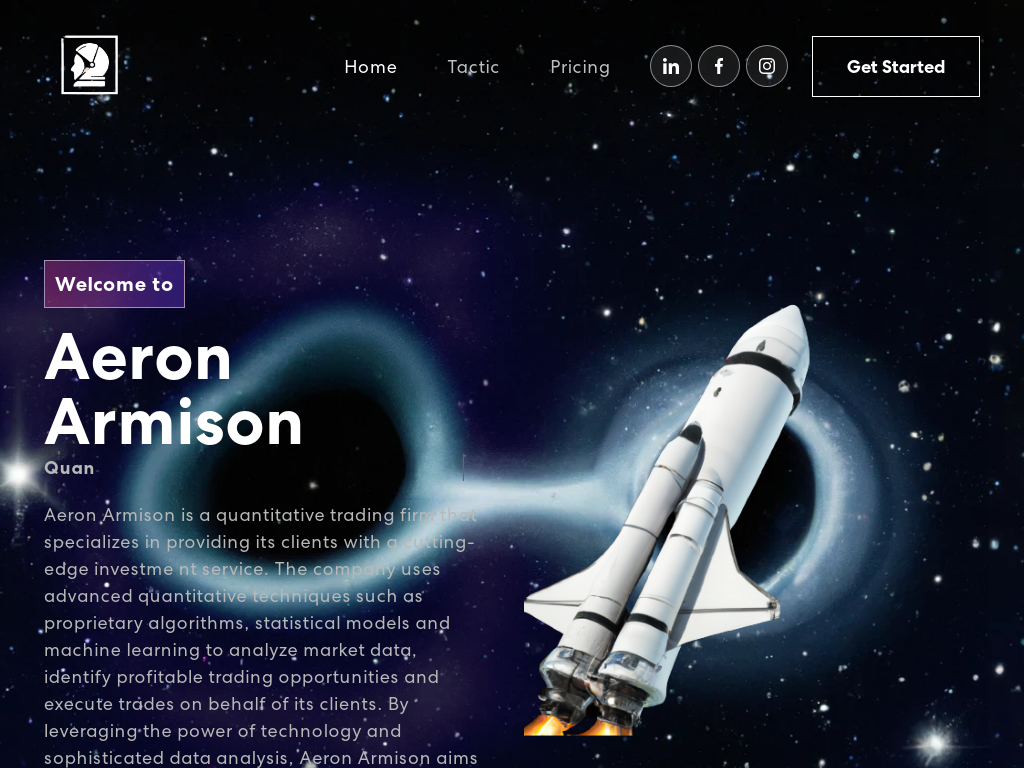 Home
Tactic
Pricing
Get Started
Welcome to
Aeron
Armison
Quan
Aeron Armison is a quantitative trading firm that
specializes in providing its clients with a cutting-
edge investme nt service. The company uses
advanced quantitative techniques such as
proprietary algorithms, statistical models and
machine learning to analyze market data,
identify profitable trading opportunities and
execute trades on behalf of its clients. By
leveraging the power of technology and
sophisticated data analysis, Aeron Armison aims